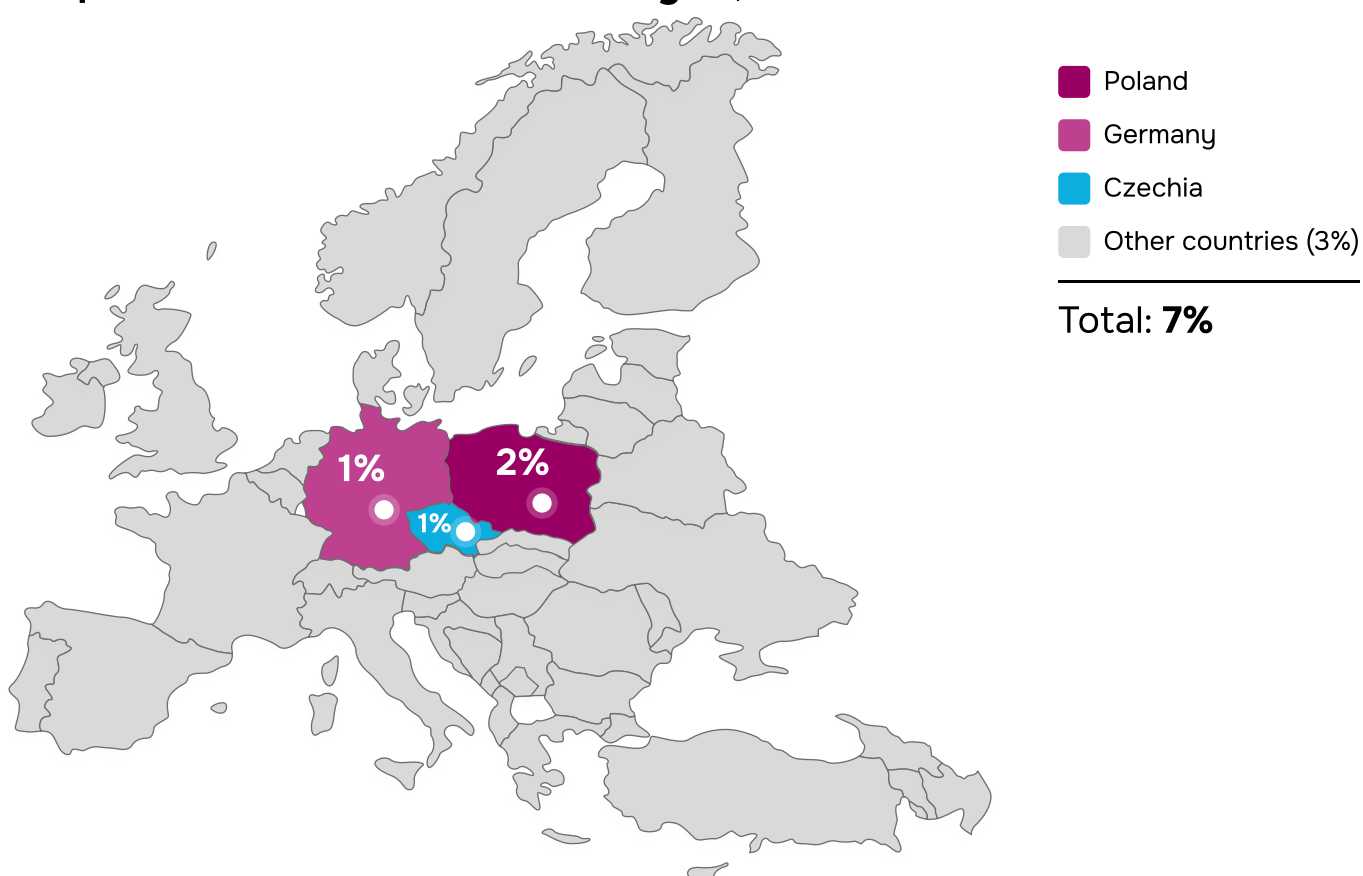 Poland
Germany
Czechia
Other countries (3%)
Total: 7%
1%
2%
1%